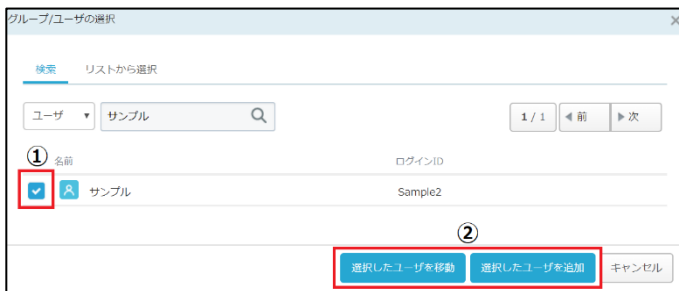 グループ/ユーザの選択 ×
検索 リストから選択
ユーザ ▼ サンプル 1 / 1 ◀前 ▶次
① 名前 ログインID
サンプル Sample2
②
選択したユーザを移動 選択したユーザを追加 キャンセル